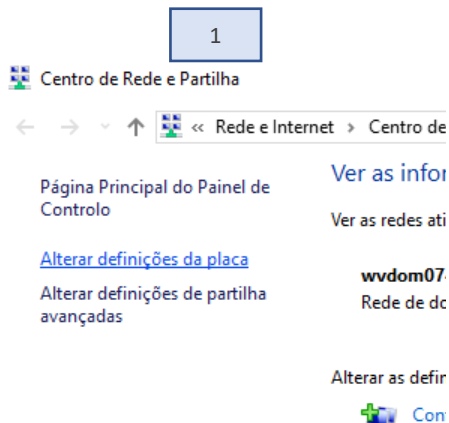 1
Centro de Rede e Partilha
« Rede e Internet › Centro de
Ver as infor
Página Principal do Painel de
Controlo
Ver as redes ati
Alterar definições da placa
wvdom07
Alterar definições de partilha
avançadas
Rede de do
Alterar as defin
Con